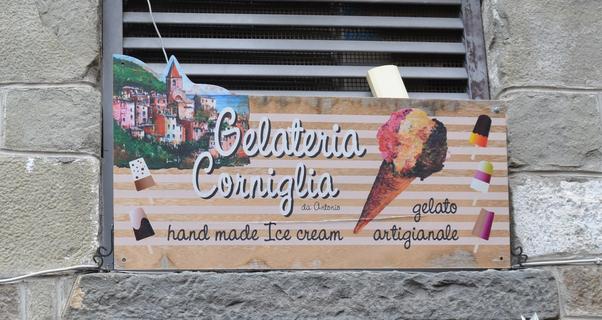 Gelateria
Corniglia
da Antonio
gelato
hand made Ice cream artigianale